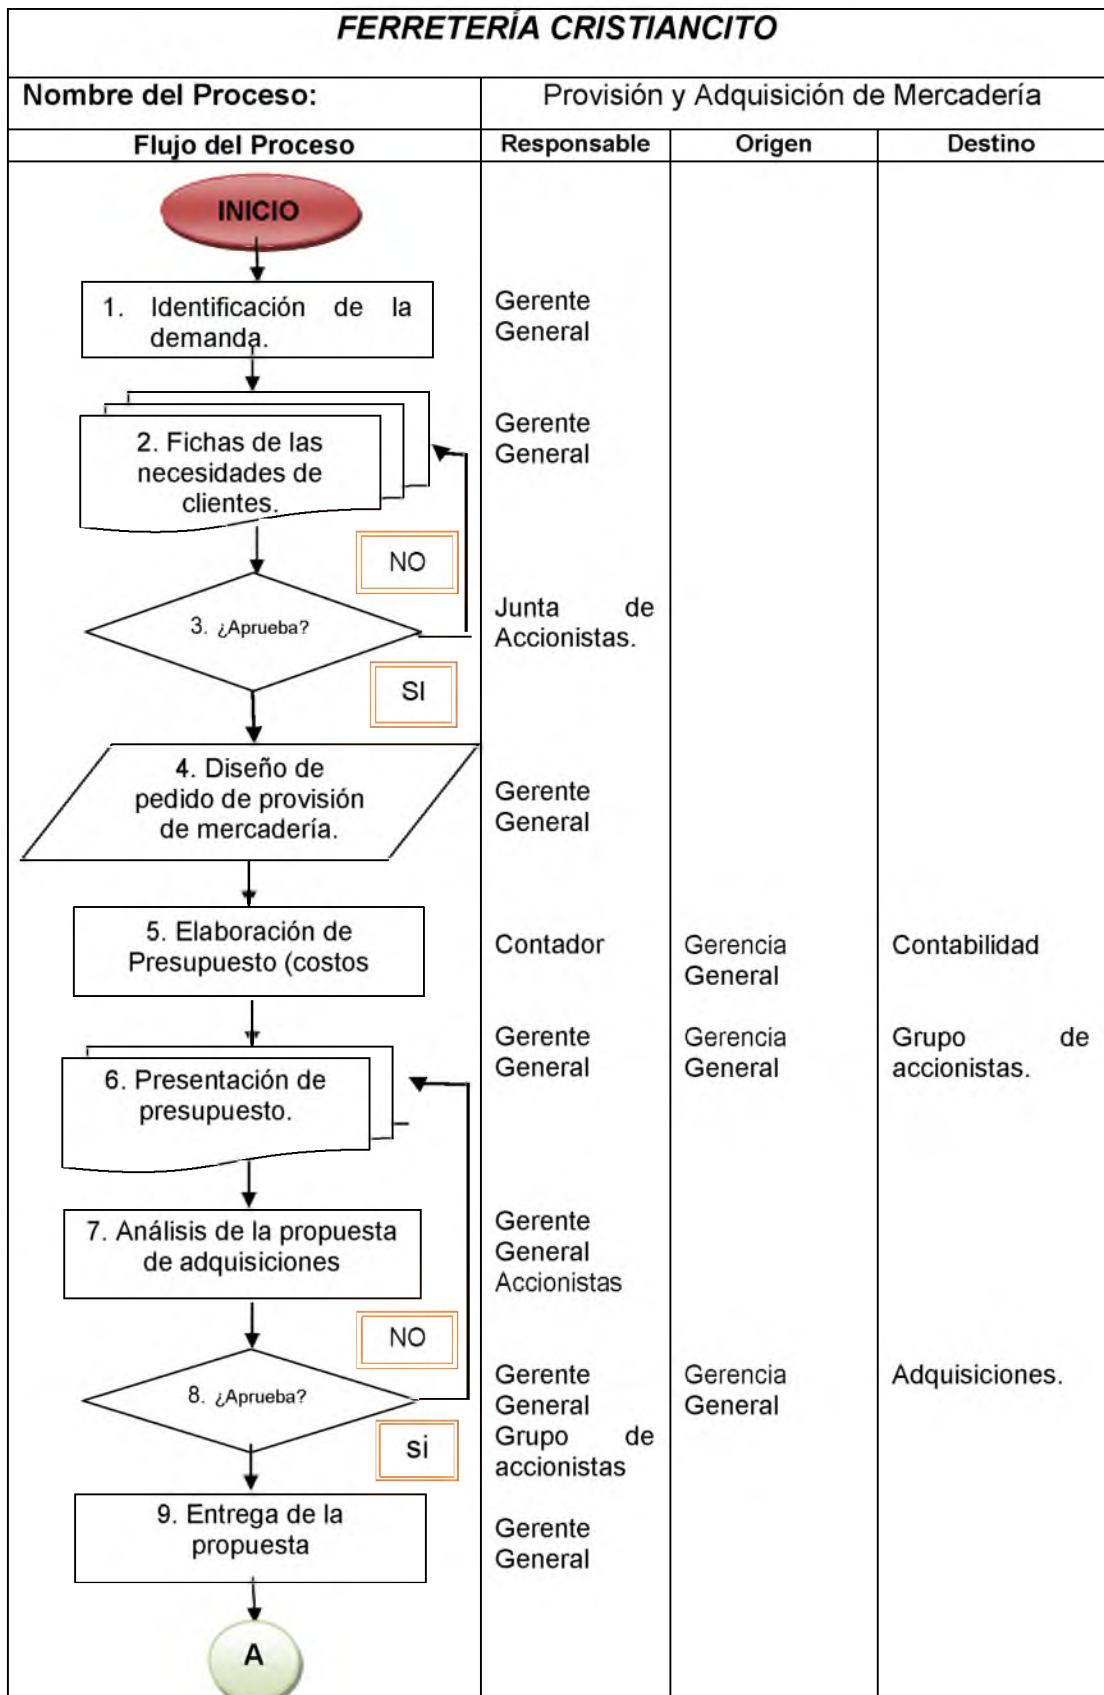 FERRETERÍA CRISTIANCITO
Nombre del Proceso:
Provisión y Adquisición de Mercadería
Flujo del Proceso
Responsable
Origen
Destino
INICIO
1. Identificación de la
demanda.
Gerente
General
2. Fichas de las
necesidades de
clientes.
Gerente
General
NO
3. ¿Aprueba?
Junta de
Accionistas.
SI
4. Diseño de
pedido de provisión
de mercadería.
Gerente
General
5. Elaboración de
Presupuesto (costos
Contador
Gerencia
General
Contabilidad
6. Presentación de
presupuesto.
Gerente
General
Gerencia
General
Grupo de
accionistas.
7. Análisis de la propuesta
de adquisiciones
Gerente
General
Accionistas
NO
8. ¿Aprueba?
Gerente
General
Grupo de
accionistas
Gerencia
General
Adquisiciones.
si
9. Entrega de la
propuesta
Gerente
General
A